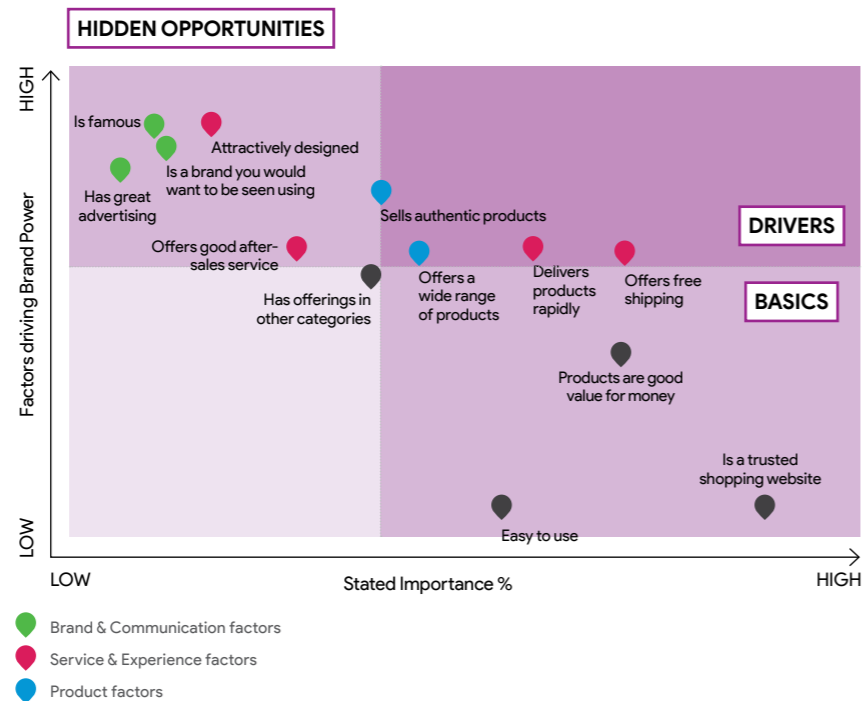 HIDDEN OPPORTUNITIES
HIGH
Is famous
Attractively designed
Is a brand you would
want to be seen using
Has great
advertising
Sells authentic products
DRIVERS
Offers good after-
sales service
Has offerings in
other categories
Offers a
wide range
of products
Delivers
products
rapidly
Offers free
shipping
BASICS
Factors driving Brand Power
Products are good
value for money
Is a trusted
shopping website
Easy to use
LOW
LOW
Stated Importance %
HIGH
Brand & Communication factors
Service & Experience factors
Product factors